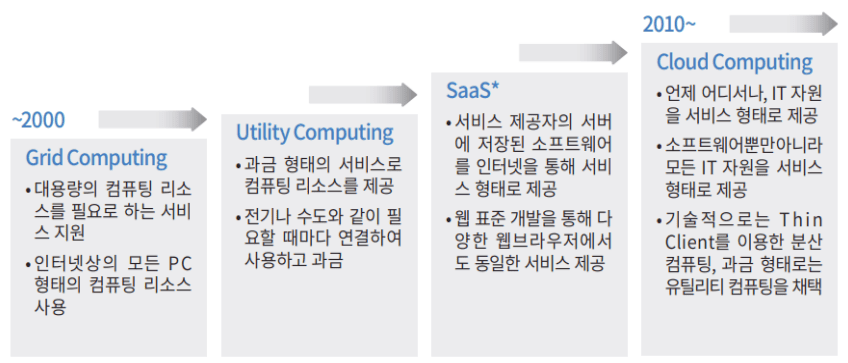 ~2000
Grid Computing
• 대용량의 컴퓨팅 리소
스를 필요로 하는 서비
스 지원
• 인터넷상의 모든 PC
형태의 컴퓨팅 리소스
사용
Utility Computing
• 과금 형태의 서비스로
컴퓨팅 리소스를 제공
• 전기나 수도와 같이 필
요할 때마다 연결하여
사용하고 과금
SaaS*
• 서비스 제공자의 서버
에 저장된 소프트웨어
를 인터넷을 통해 서비
스 형태로 제공
• 웹 표준 개발을 통해 다
양한 웹브라우저에서
도 동일한 서비스 제공
2010~
Cloud Computing
• 언제 어디서나, IT 자원
을 서비스 형태로 제공
• 소프트웨어뿐만아니라
모든 IT 자원을 서비스
형태로 제공
• 기술적으로는 Thin
Client를 이용한 분산
컴퓨팅, 과금 형태로는
유틸리티 컴퓨팅을 채택